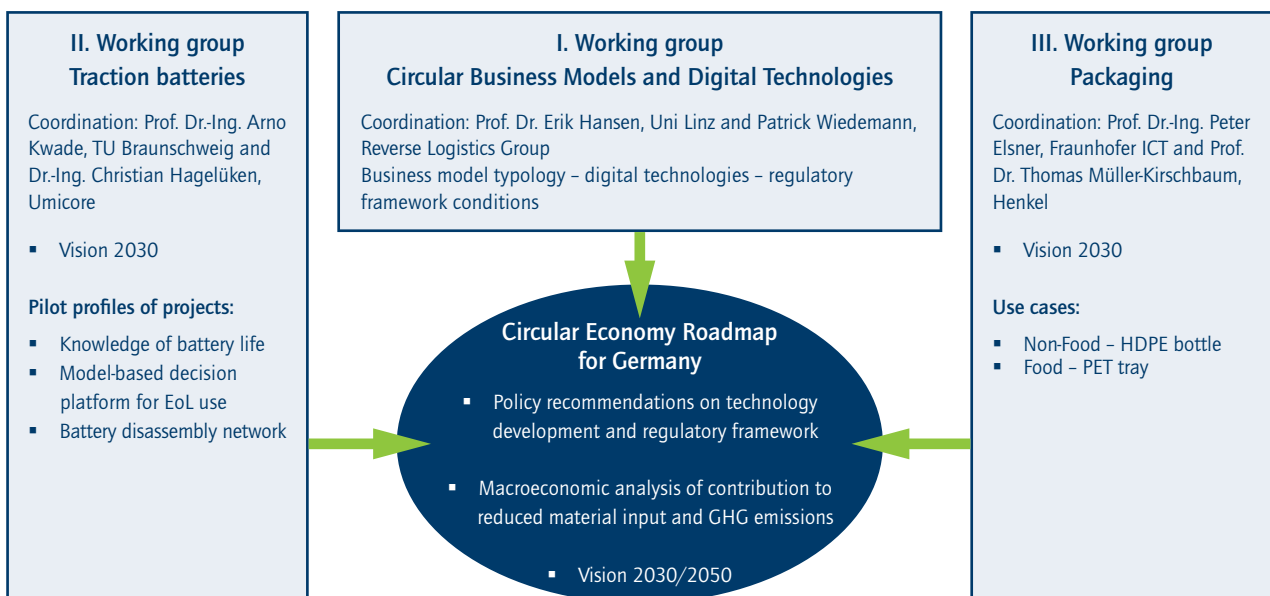 II. Working group
Traction batteries
Coordination: Prof. Dr.-Ing. Arno
Kwade, TU Braunschweig and
Dr.-Ing. Christian Hagelüken,
Umicore
▪ Vision 2030
Pilot profiles of projects:
▪ Knowledge of battery life
▪ Model-based decision
platform for EoL use
▪ Battery disassembly network
I. Working group
Circular Business Models and Digital Technologies
Coordination: Prof. Dr. Erik Hansen, Uni Linz and Patrick Wiedemann,
Reverse Logistics Group
Business model typology – digital technologies – regulatory
framework conditions
III. Working group
Packaging
Coordination: Prof. Dr.-Ing. Peter
Elsner, Fraunhofer ICT and Prof.
Dr. Thomas Müller-Kirschbaum,
Henkel
▪ Vision 2030
Use cases:
▪ Non-Food – HDPE bottle
▪ Food – PET tray
Circular Economy Roadmap
for Germany
▪ Policy recommendations on technology
development and regulatory framework
▪ Macroeconomic analysis of contribution to
reduced material input and GHG emissions
▪ Vision 2030/2050